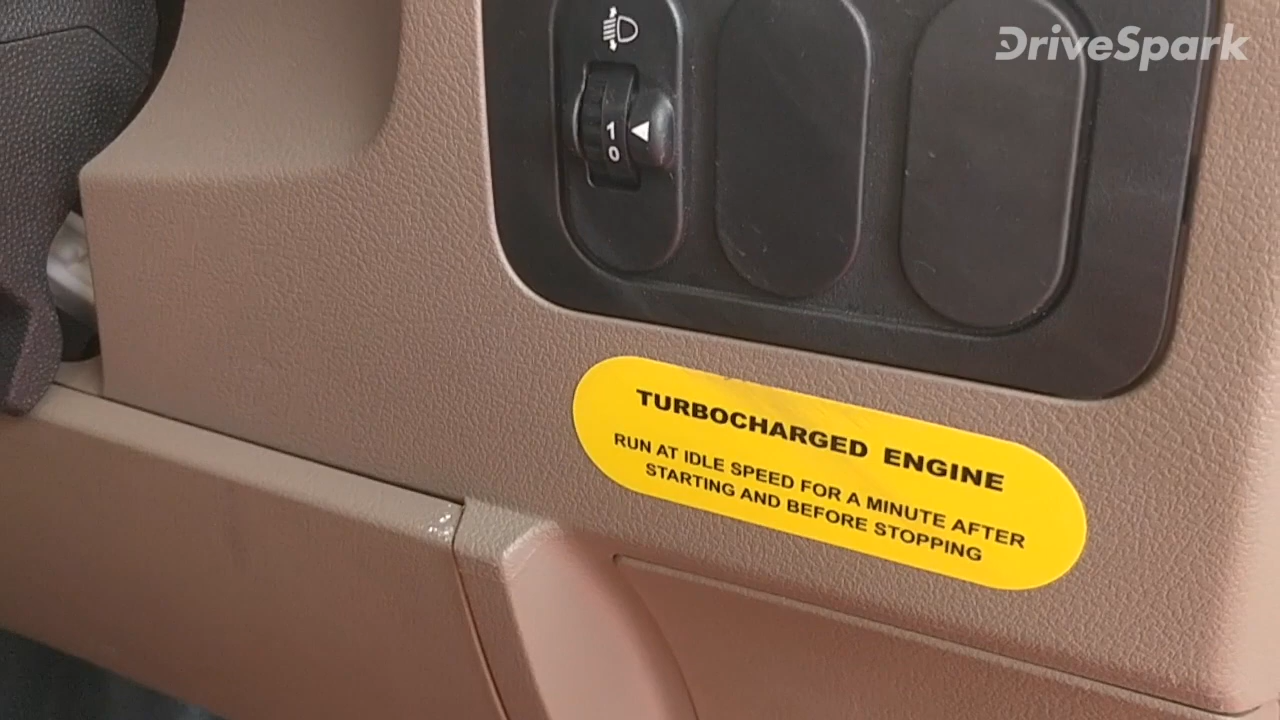 DriveSpark
1
0
TURBOCHARGED ENGINE
RUN AT IDLE SPEED FOR A MINUTE AFTER
STARTING AND BEFORE STOPPING